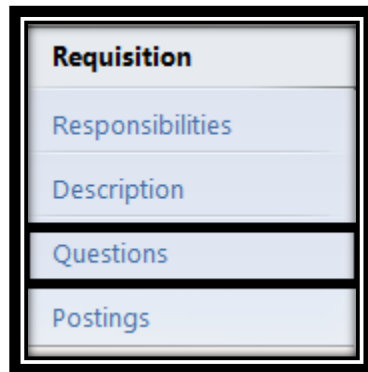 Requisition
Responsibilities
Description
Questions
Postings